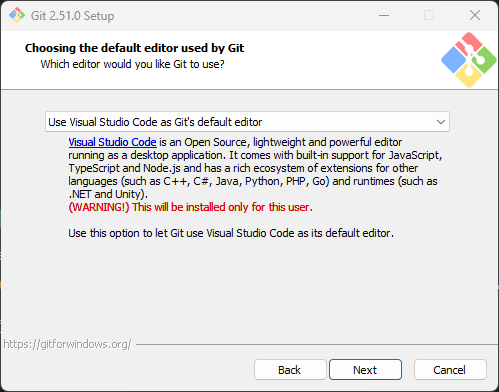 Git 2.51.0 Setup
Choosing the default editor used by Git
Which editor would you like Git to use?
Use Visual Studio Code as Git's default editor
Visual Studio Code is an Open Source, lightweight and powerful editor
running as a desktop application. It comes with built-in support for JavaScript,
TypeScript and Node.js and has a rich ecosystem of extensions for other
languages (such as C++, C#, Java, Python, PHP, Go) and runtimes (such as
.NET and Unity).
(WARNING!) This will be installed only for this user.
Use this option to let Git use Visual Studio Code as its default editor.
https://gitforwindows.org/
Back
Next
Cancel